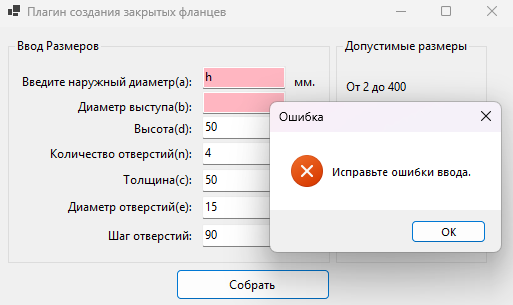 Плагин создания закрытых фланцев
Ввод Размеров
Допустимые размеры
Введите наружный диаметр(a): h мм.
От 2 до 400
Диаметр выступа(b):
Высота(d): 50
Количество отверстий(n): 4
Толщина(c): 50
Диаметр отверстий(e): 15
Шаг отверстий: 90
Собрать
Ошибка
Исправьте ошибки ввода.
ОК